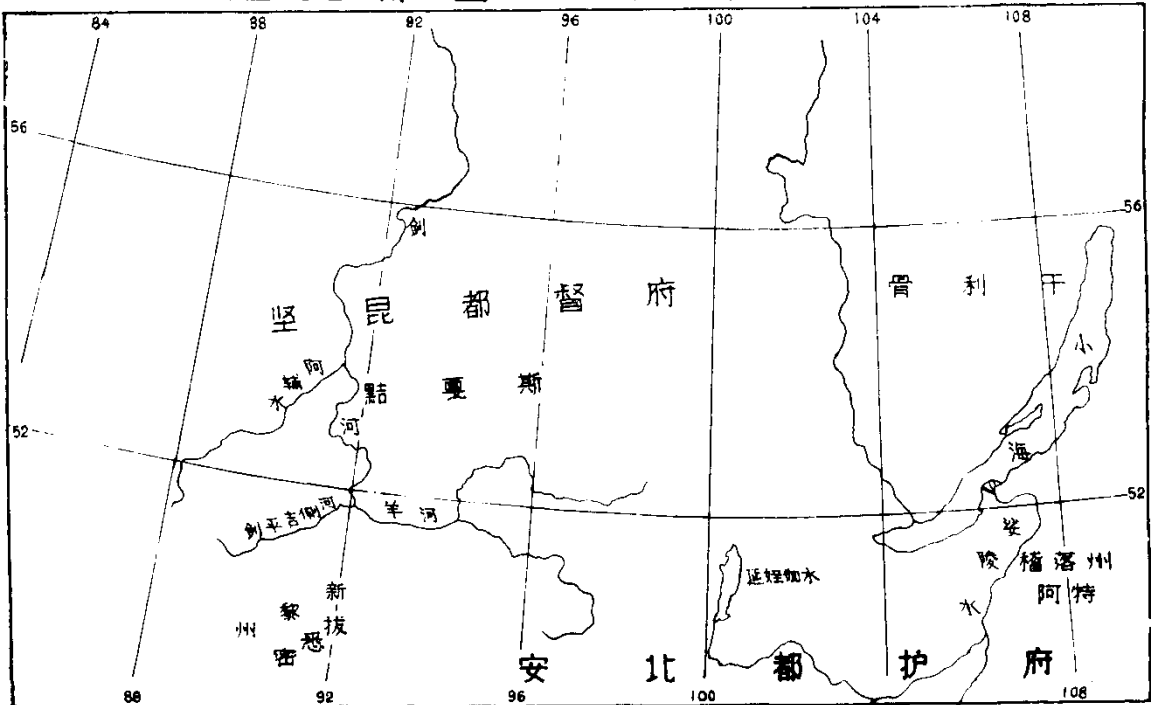 84 88 92 96 100 104 108
56
56
剑
坚昆都督府
骨利干
小
海
阿辅水
黠戛斯
河
52
52
剑平吉侧河
羊河
娑陵水
稽落州
阿特
延姪伽水
新黎州
拔悉密
安北都护府
88 92 96 100 108